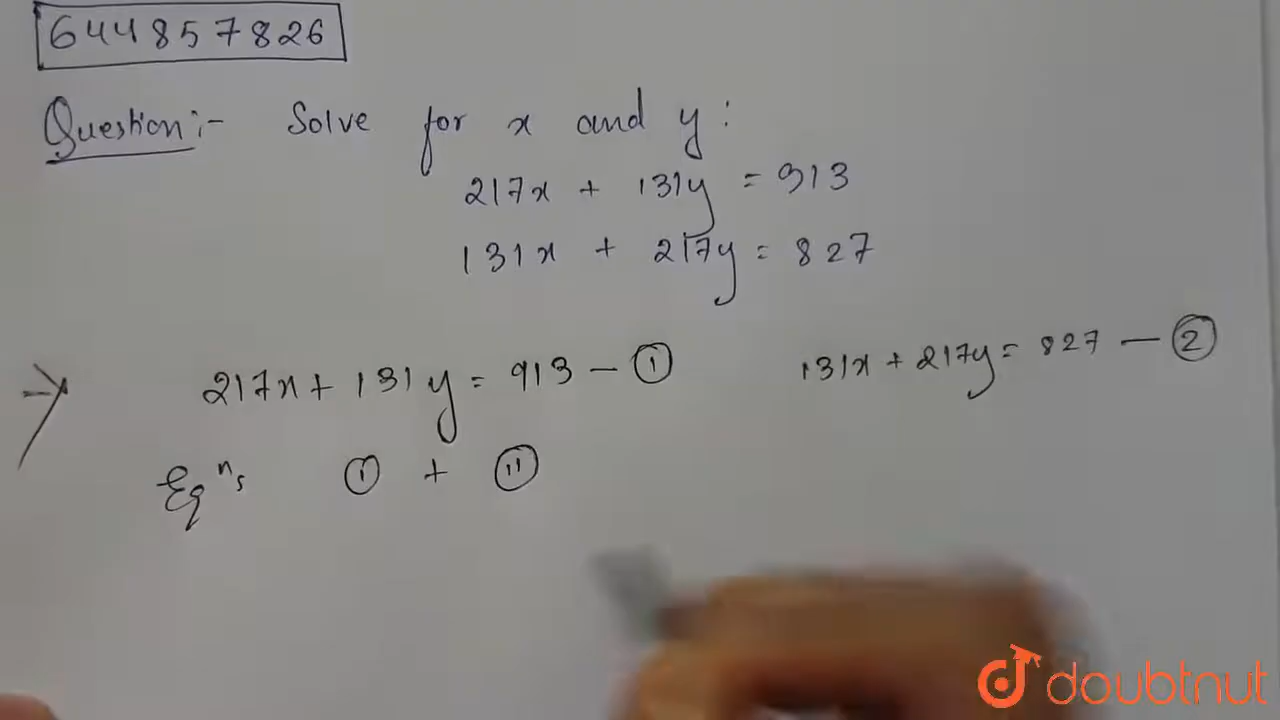 644857826
Question:- Solve for x and y:
217x + 131y = 913
131x + 217y = 827
217x + 131y = 913 — ①
131x + 217y = 827 — ②
Eqⁿs ① + ⑪
doubtnut